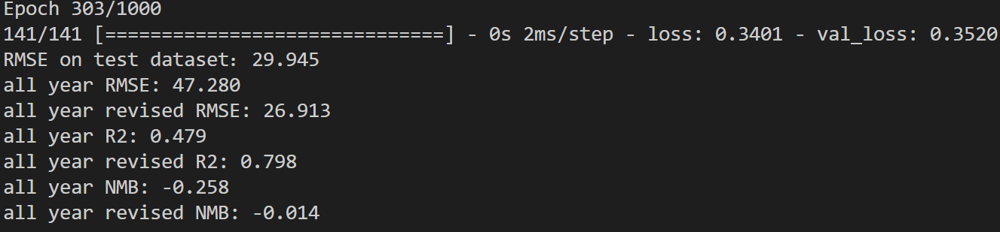 Epoch 303/1000
141/141 [==============================] - 0s 2ms/step - loss: 0.3401 - val_loss: 0.3520
RMSE on test dataset: 29.945
all year RMSE: 47.280
all year revised RMSE: 26.913
all year R2: 0.479
all year revised R2: 0.798
all year NMB: -0.258
all year revised NMB: -0.014